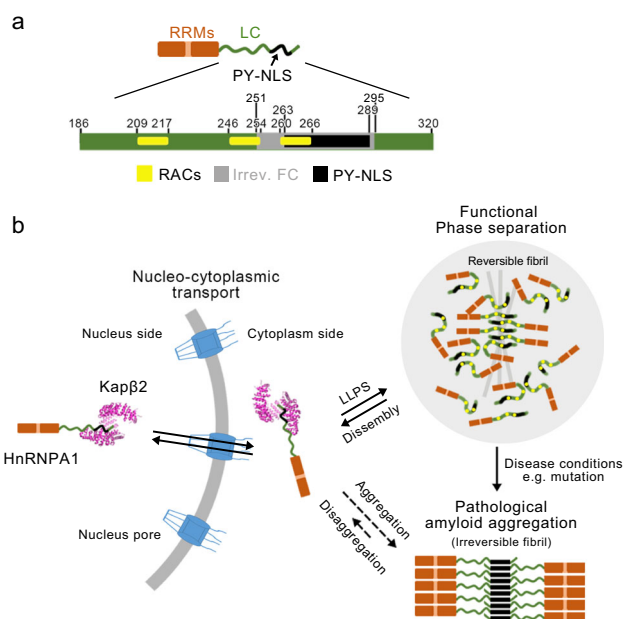 a
RRMs
LC
PY-NLS
251
263
295
186
209
217
246
254
260
266
289
320
RACs
Irrev. FC
PY-NLS
b
Functional
Phase separation
Reversible fibril
Nucleo-cytoplasmic
transport
Nucleus side
Cytoplasm side
Kapβ2
HnRNPA1
LLPS
Dissembly
Nucleus pore
Aggregation
Disaggregation
Disease conditions
e.g. mutation
Pathological
amyloid aggregation
(Irreversible fibril)